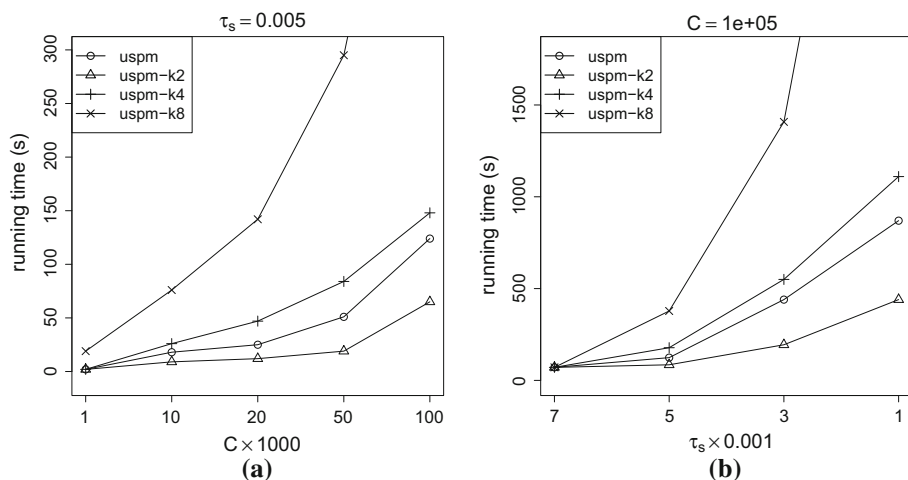 τs = 0.005
300
250
200
150
100
50
0
running time (s)
uspm
uspm-k2
uspm-k4
uspm-k8
1 10 20 50 100
C × 1000
(a)
C = 1e+05
1500
1000
500
0
running time (s)
uspm
uspm-k2
uspm-k4
uspm-k8
7 5 3 1
τs × 0.001
(b)